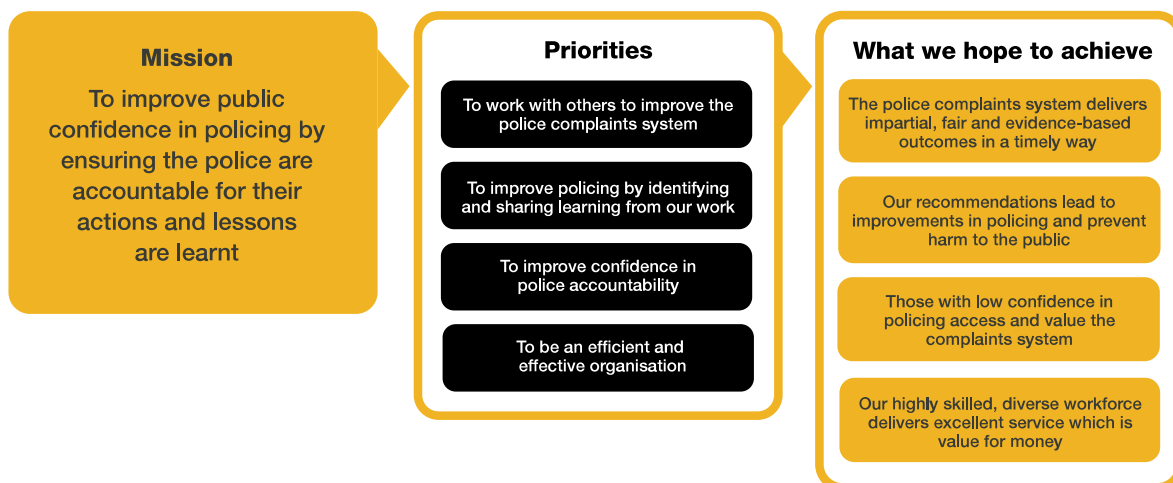 Mission
To improve public
confidence in policing by
ensuring the police are
accountable for their
actions and lessons
are learnt
Priorities
To work with others to improve the
police complaints system
To improve policing by identifying
and sharing learning from our work
To improve confidence in
police accountability
To be an efficient and
effective organisation
What we hope to achieve
The police complaints system delivers
impartial, fair and evidence-based
outcomes in a timely way
Our recommendations lead to
improvements in policing and prevent
harm to the public
Those with low confidence in
policing access and value the
complaints system
Our highly skilled, diverse workforce
delivers excellent service which is
value for money